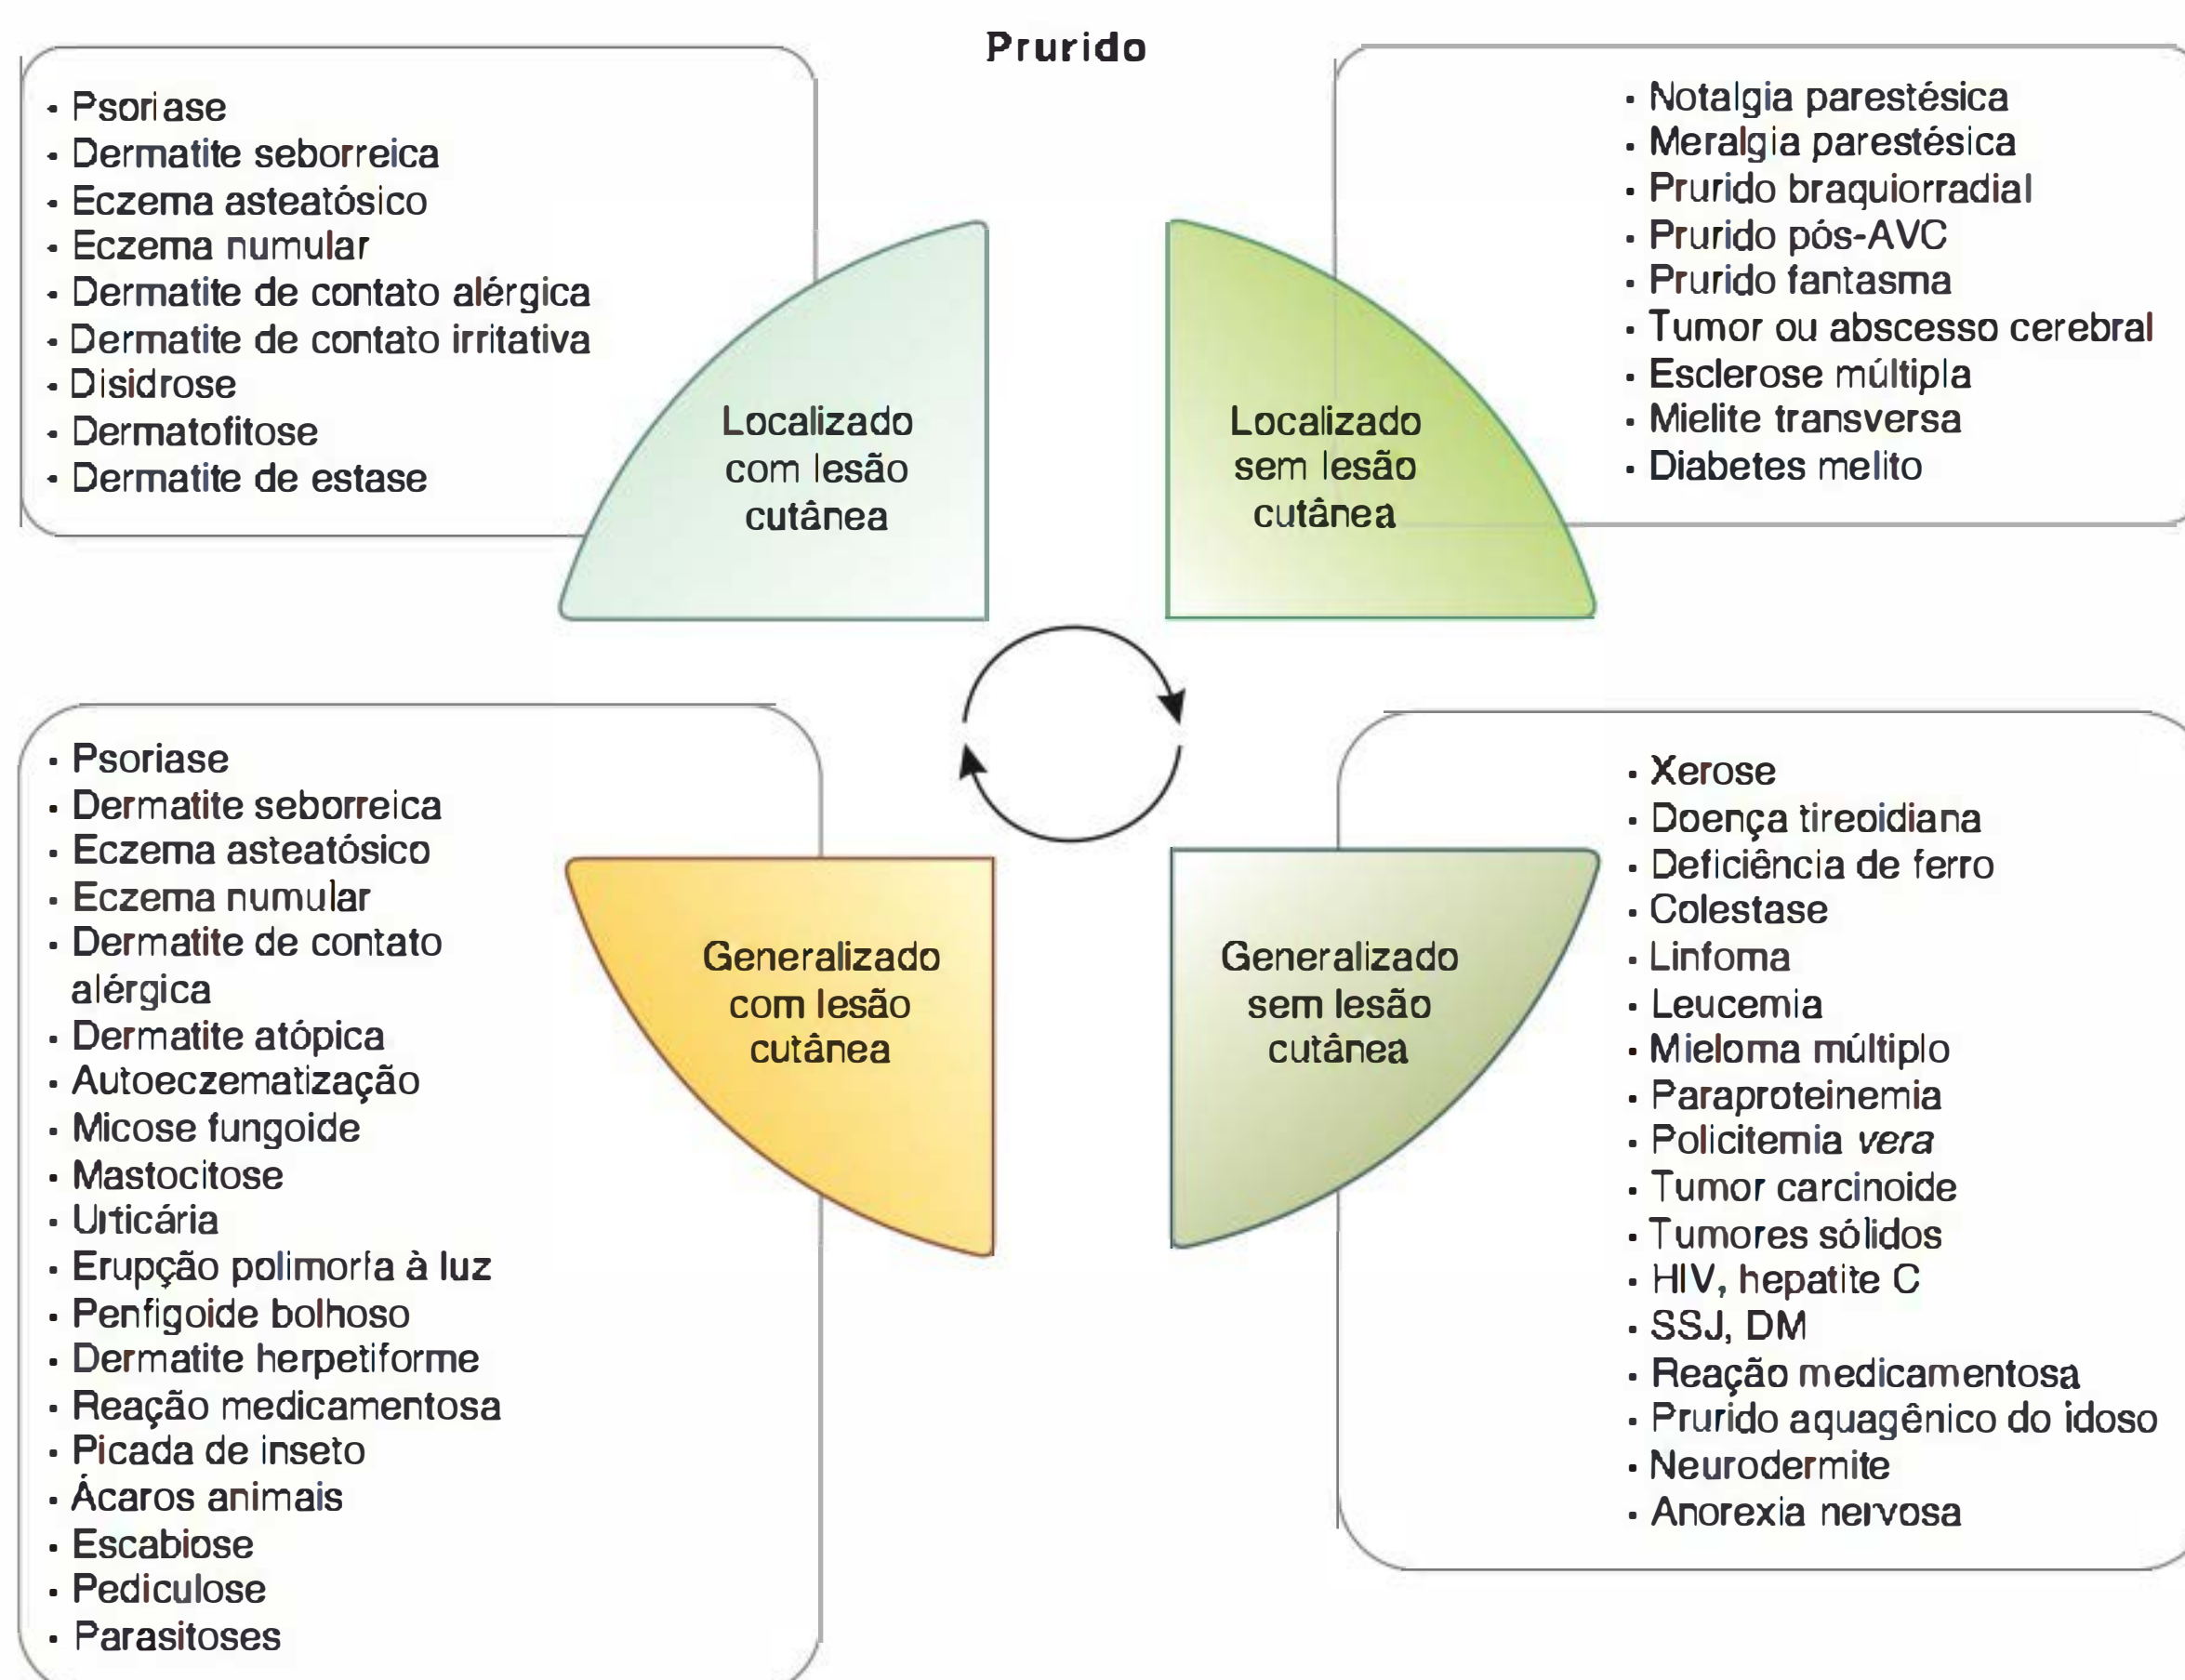 Prurido
· Psoriase
· Dermatite seborreica
· Eczema asteatósico
· Eczema numular
· Dermatite de contato alérgica
· Dermatite de contato irritativa
· Disidrose
· Dermatofitose
· Dermatite de estase
Localizado
com lesão
cutânea
· Notalgia parestésica
· Meralgia parestésica
· Prurido braquiorradial
· Prurido pós-AVC
· Prurido fantasma
· Tumor ou abscesso cerebral
· Esclerose múltipla
· Mielite transversa
· Diabetes melito
Localizado
sem lesão
cutânea
· Psoriase
· Dermatite seborreica
· Eczema asteatósico
· Eczema numular
· Dermatite de contato
alérgica
· Dermatite atópica
· Autoeczematização
· Micose fungoide
· Mastocitose
· Urticária
· Erupção polimorfa à luz
· Penfigoide bolhoso
· Dermatite herpetiforme
· Reação medicamentosa
· Picada de inseto
· Ácaros animais
· Escabiose
· Pediculose
· Parasitoses
Generalizado
com lesão
cutânea
· Xerose
· Doença tireoidiana
· Deficiência de ferro
· Colestase
· Linfoma
· Leucemia
· Mieloma múltiplo
· Paraproteinemia
· Policitemia vera
· Tumor carcinoide
· Tumores sólidos
· HIV, hepatite C
· SSJ, DM
· Reação medicamentosa
· Prurido aquagênico do idoso
· Neurodermite
· Anorexia nervosa
Generalizado
sem lesão
cutânea